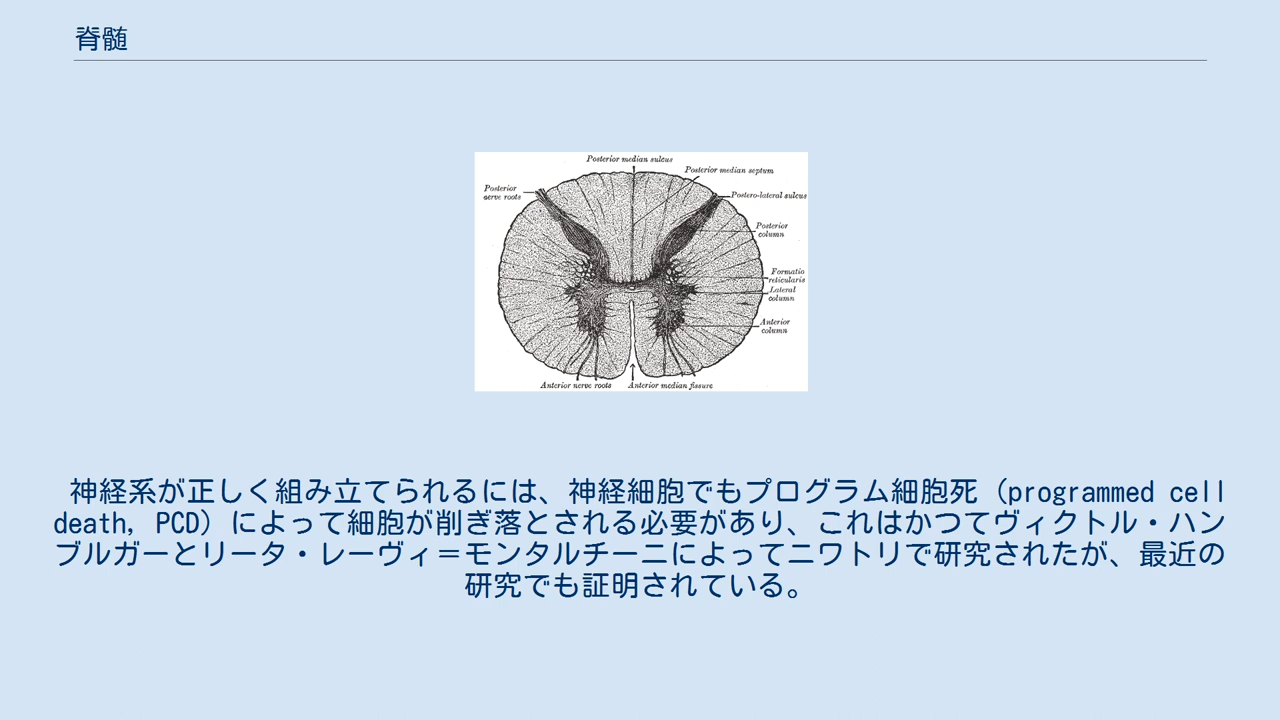 脊髄
Posterior median sulcus
Posterior median septum
Posterior
nerve roots
Postero-lateral sulcus
Posterior
column
Formatio
reticularis
Lateral
column
Anterior
column
Anterior nerve roots
Anterior median fissure
神経系が正しく組み立てられるには、神経細胞でもプログラム細胞死（programmed cell
death, PCD）によって細胞が削ぎ落とされる必要があり、これはかつてヴィクトル・ハン
ブルガーとリータ・レーヴィ＝モンタルチーニによってニワトリで研究されたが、最近の
研究でも証明されている。